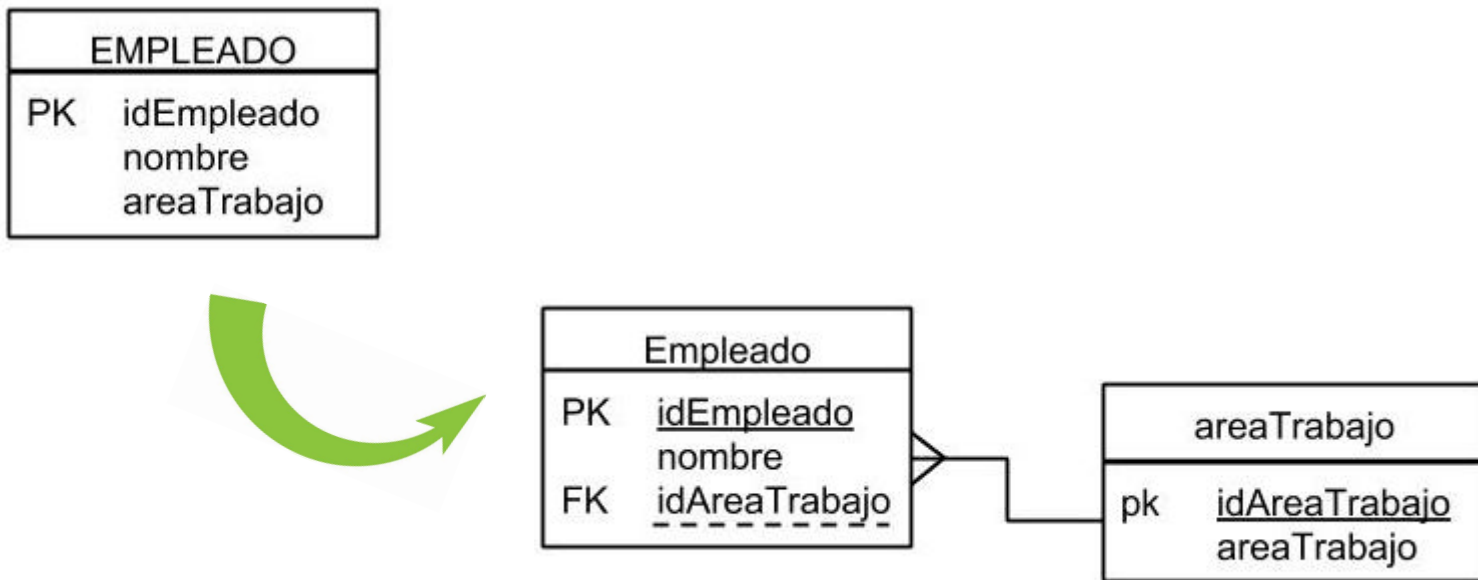 EMPLEADO
PK idEmpleado
nombre
areaTrabajo
Empleado
PK idEmpleado
nombre
FK idAreaTrabajo
areaTrabajo
pk idAreaTrabajo
areaTrabajo